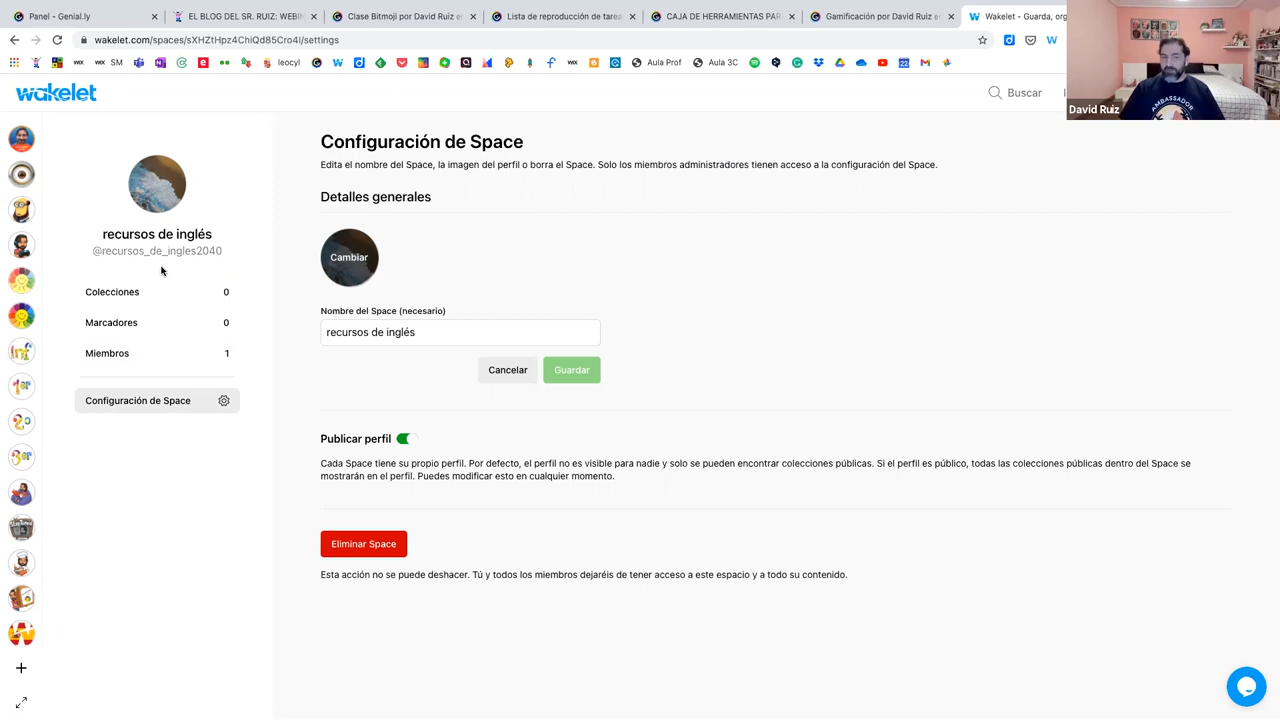 Panel - Genial.ly
EL BLOG DEL SR. RUIZ: WEBIN
Clase Bitmoji por David Ruiz e
Lista de reproducción de tarea
CAJA DE HERRAMIENTAS PAR
Gamificación por David Ruiz e
Wakelet - Guarda, org
wakelet.com/spaces/sXHZtHpz4ChiQd85Cro4I/settings
SM
leocyl
Aula Prof
Aula 3C
wakelet
Buscar
David Ruiz
AMBASSADOR
Configuración de Space
Edita el nombre del Space, la imagen del perfil o borra el Space. Solo los miembros administradores tienen acceso a la configuración del Space.
Detalles generales
recursos de inglés
@recursos_de_ingles2040
Cambiar
Colecciones 0
Marcadores 0
Miembros 1
Configuración de Space
Nombre del Space (necesario)
recursos de inglés
Cancelar
Guardar
Publicar perfil
Cada Space tiene su propio perfil. Por defecto, el perfil no es visible para nadie y solo se pueden encontrar colecciones públicas. Si el perfil es público, todas las colecciones públicas dentro del Space se
mostrarán en el perfil. Puedes modificar esto en cualquier momento.
Eliminar Space
Esta acción no se puede deshacer. Tú y todos los miembros dejaréis de tener acceso a este espacio y a todo su contenido.